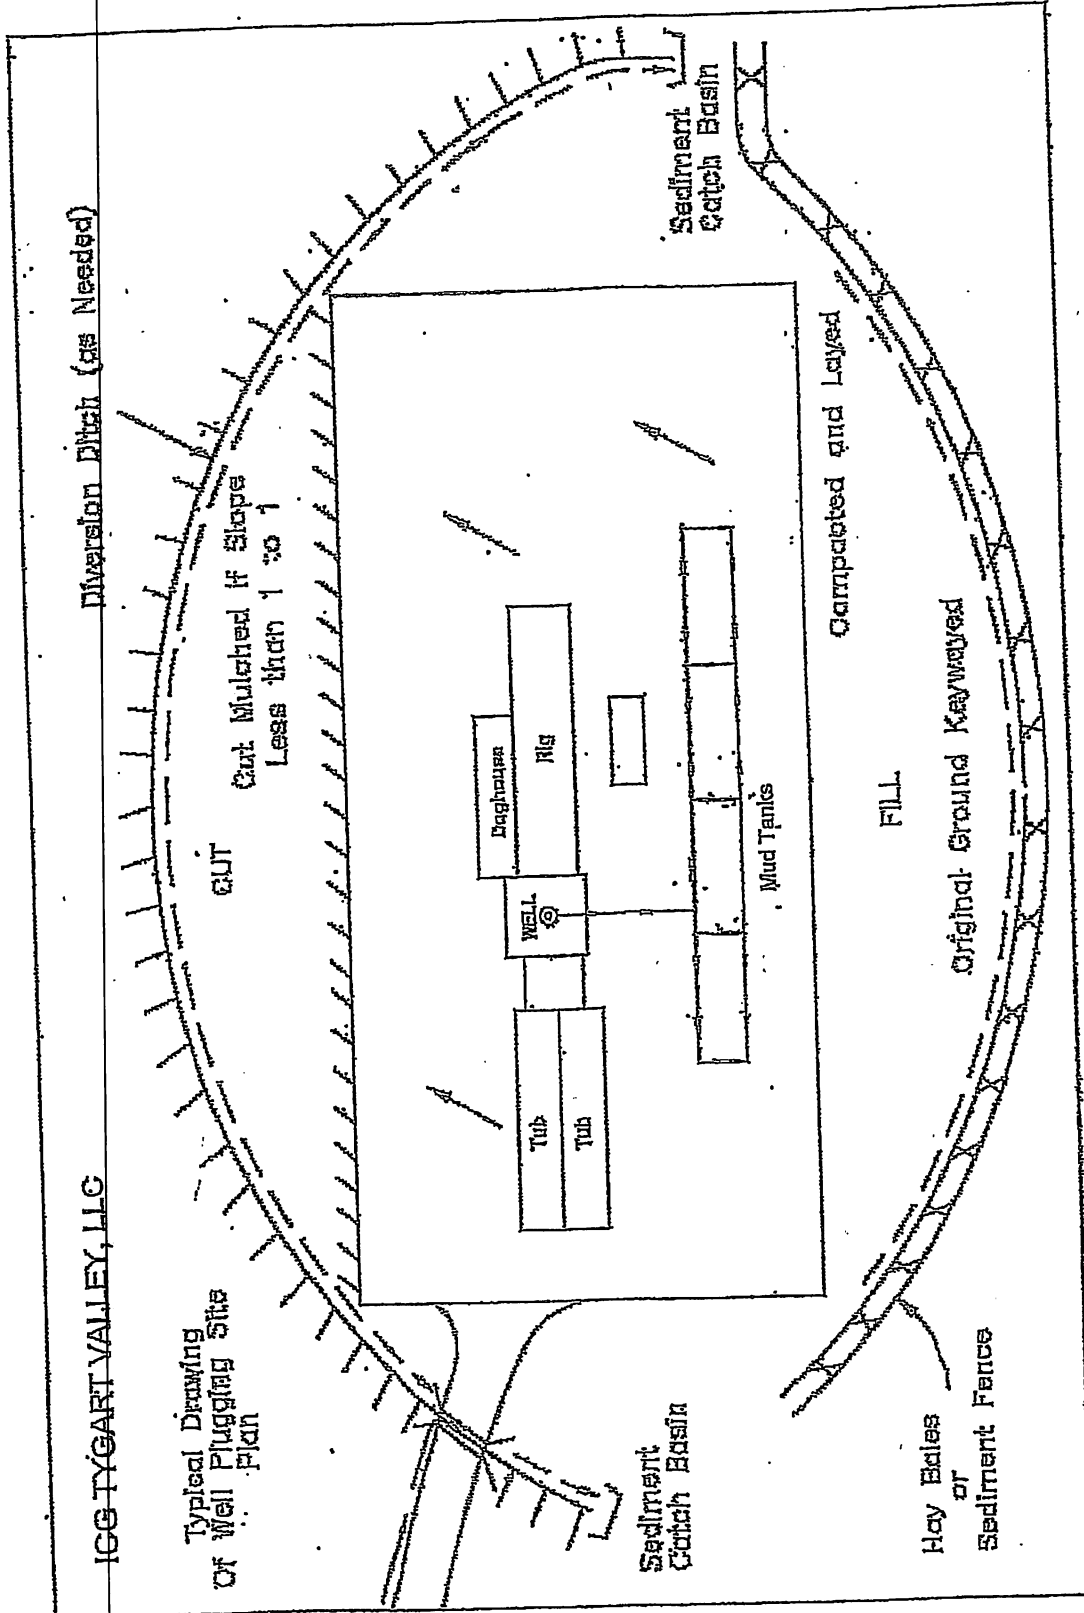 ICG TYGART VALLEY, LLC
Diversion Ditch (as Needed)
Typical Drawing
Of Well Plugging Site
Plan
CUT
Cut Mulched If Slope
Less than 1 to 1
Sediment
Catch Basin
Doghouse
Rig
WELL
Tub
Tub
Mud Tanks
Compacted and Layed
FILL
Original Ground Keywayed
Sediment
Catch Basin
Hay Bales
or
Sediment Fence